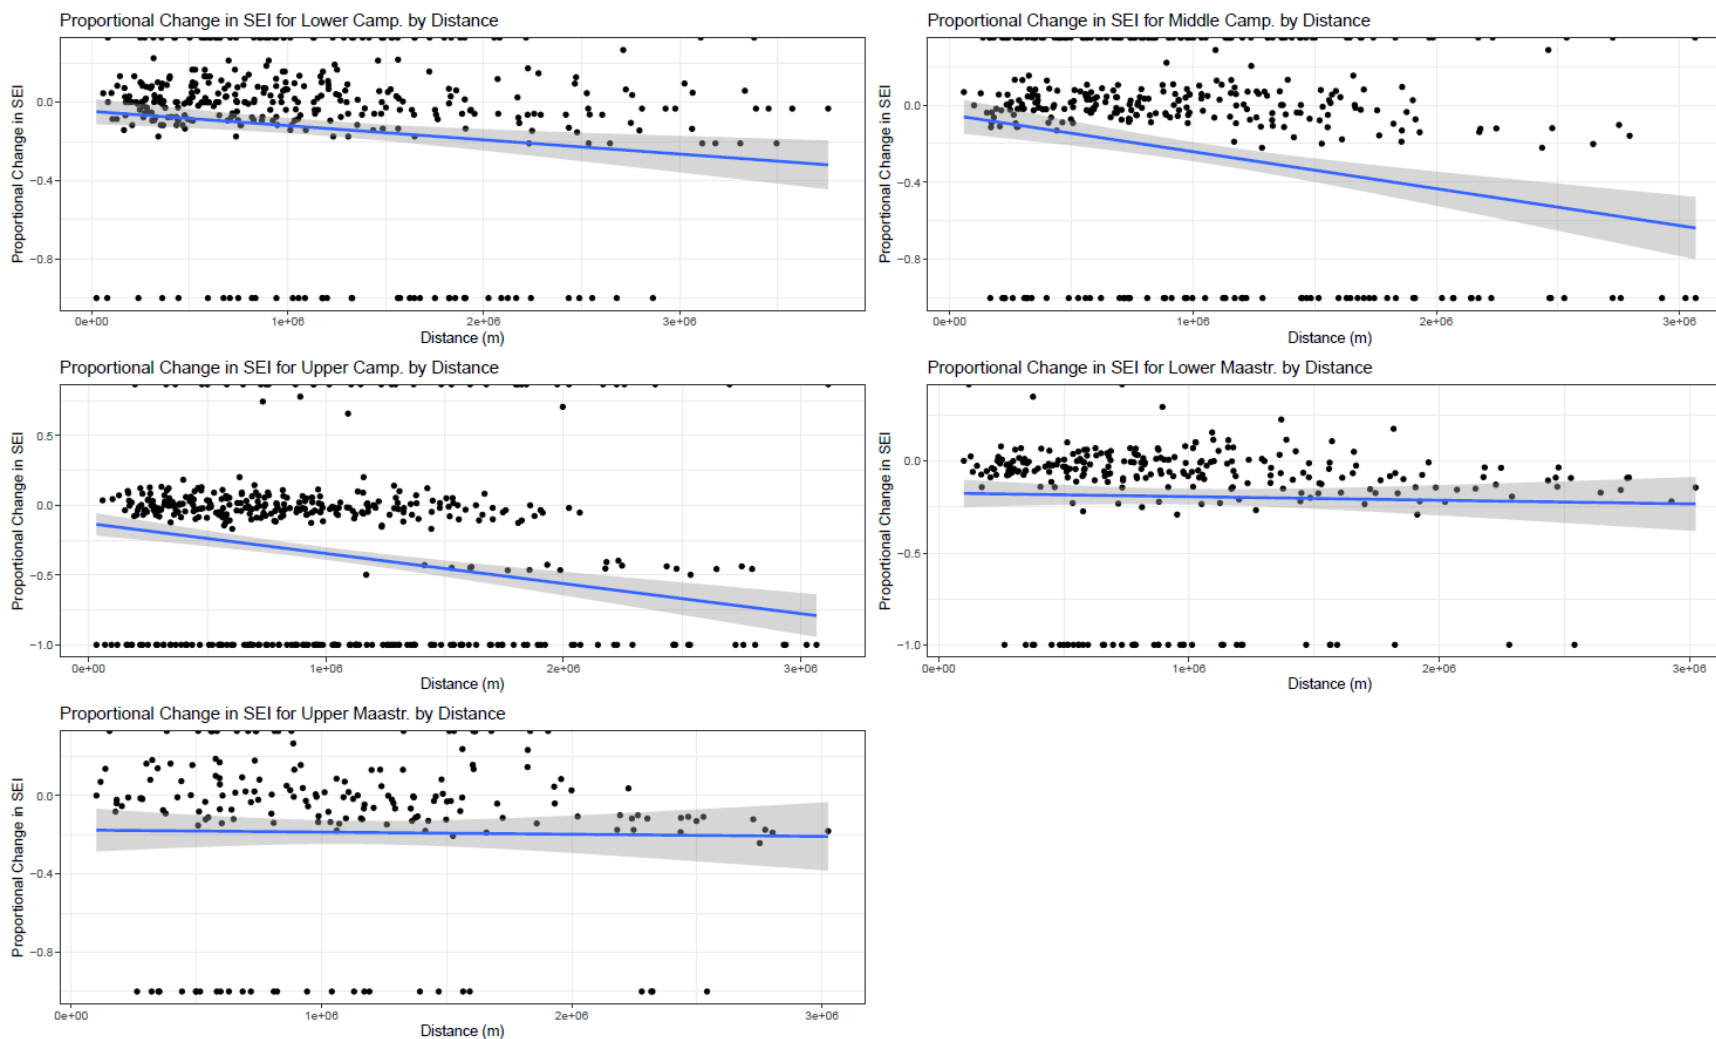 Proportional Change in SEI for Lower Camp. by Distance
Proportional Change in SEI
0.0
−0.4
−0.8
0e+00 1e+06 2e+06 3e+06
Distance (m)
Proportional Change in SEI for Middle Camp. by Distance
Proportional Change in SEI
0.0
−0.4
−0.8
0e+00 1e+06 2e+06 3e+06
Distance (m)
Proportional Change in SEI for Upper Camp. by Distance
Proportional Change in SEI
0.5
0.0
−0.5
−1.0
0e+00 1e+06 2e+06 3e+06
Distance (m)
Proportional Change in SEI for Lower Maastr. by Distance
Proportional Change in SEI
0.0
−0.5
−1.0
0e+00 1e+06 2e+06 3e+06
Distance (m)
Proportional Change in SEI for Upper Maastr. by Distance
Proportional Change in SEI
0.0
−0.4
−0.8
0e+00 1e+06 2e+06 3e+06
Distance (m)